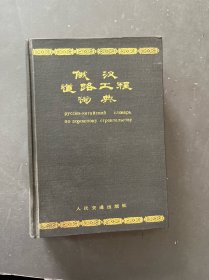 俄汉
道路工程
词典
русско-китайский словарь
по дорожному строительству
人民交通出版社